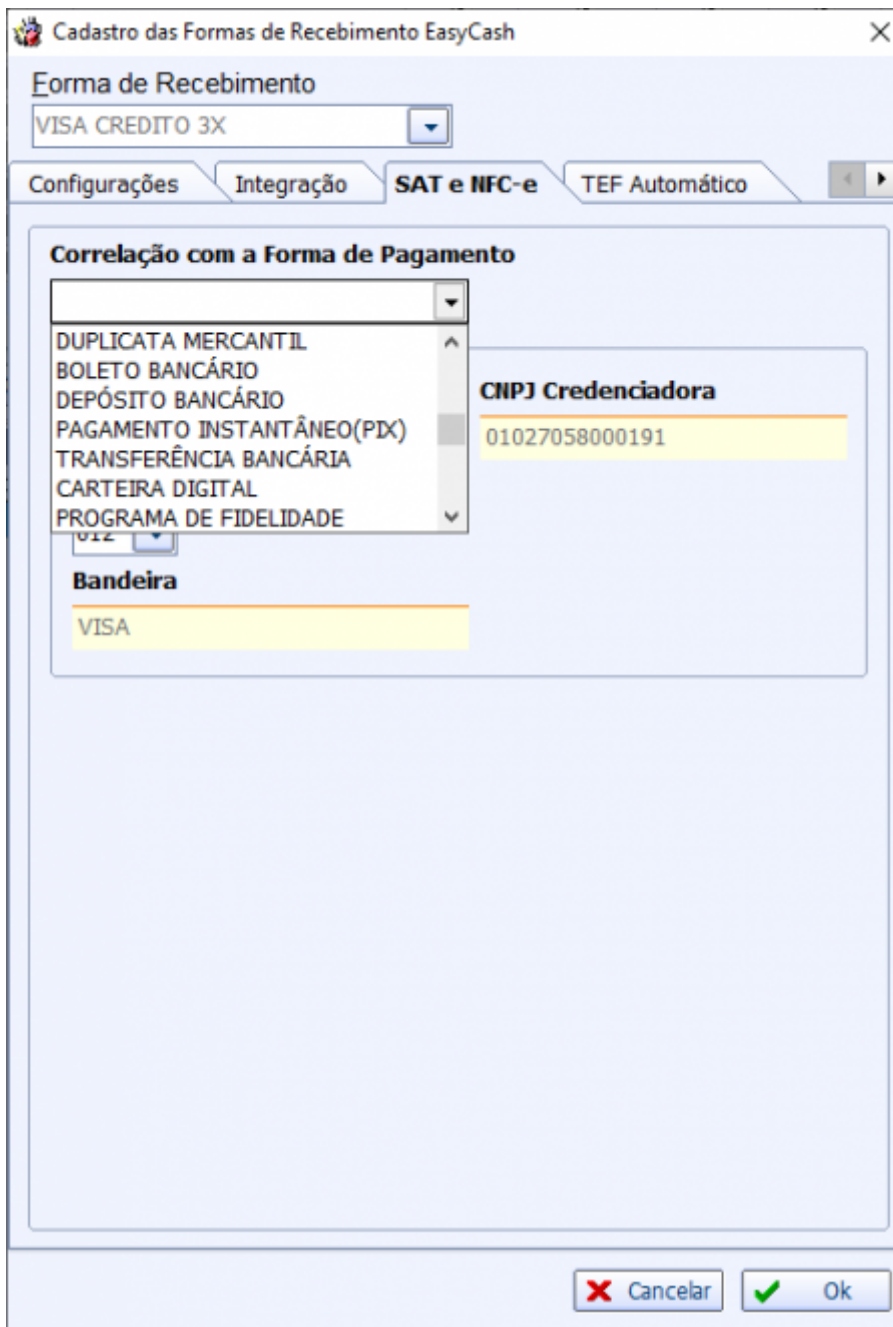 Cadastro das Formas de Recebimento EasyCash
Forma de Recebimento
VISA CREDITO 3X
Configurações Integração SAT e NFC-e TEF Automático
Correlação com a Forma de Pagamento
DUPLICATA MERCANTIL
BOLETO BANCÁRIO
DEPÓSITO BANCÁRIO
PAGAMENTO INSTANTÂNEO(PIX)
TRANSFERÊNCIA BANCÁRIA
CARTEIRA DIGITAL
PROGRAMA DE FIDELIDADE
CNPJ Credenciadora
01027058000191
012
Bandeira
VISA
Cancelar Ok